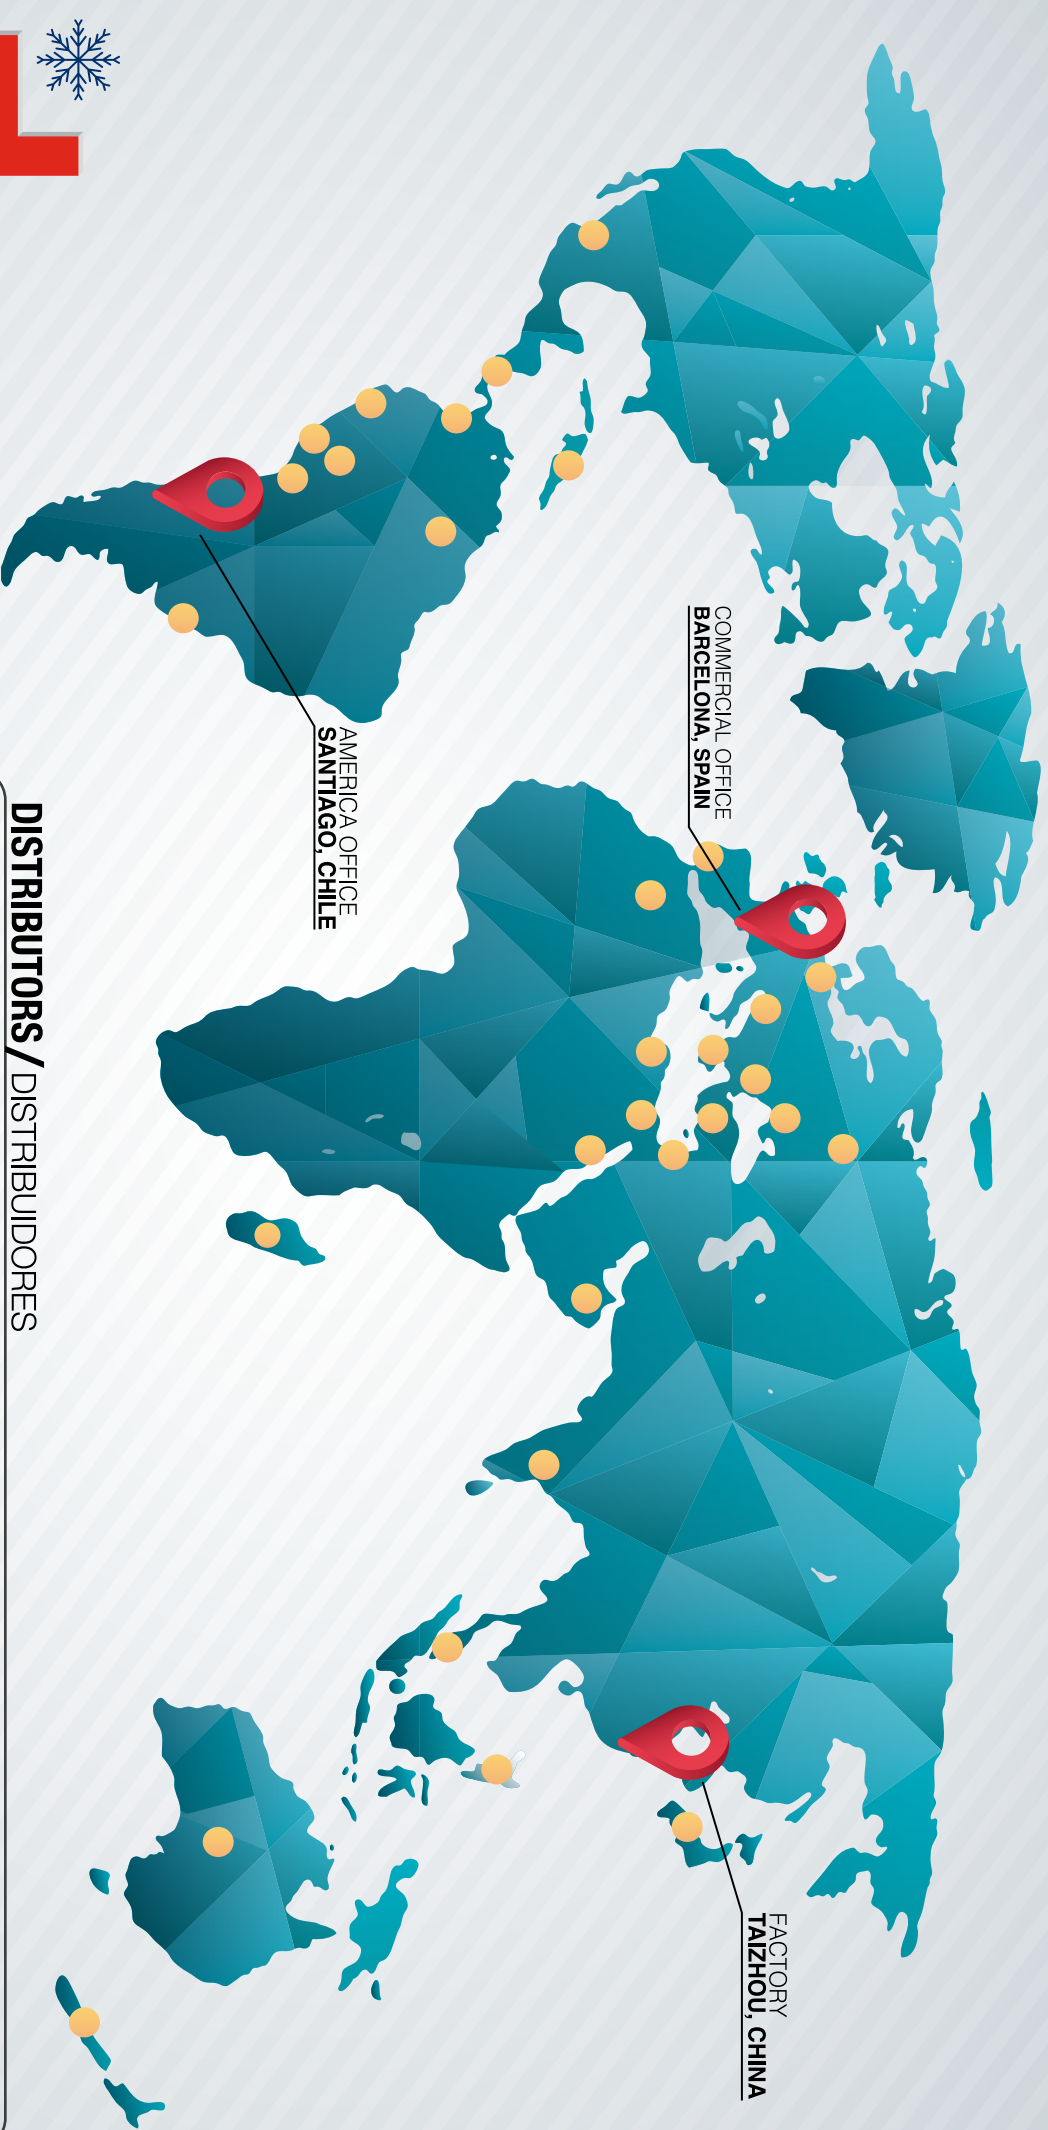 L
COMMERCIAL OFFICE
BARCELONA, SPAIN
AMERICA OFFICE
SANTIAGO, CHILE
FACTORY
TAIZHOU, CHINA
DISTRIBUTORS / DISTRIBUIDORES